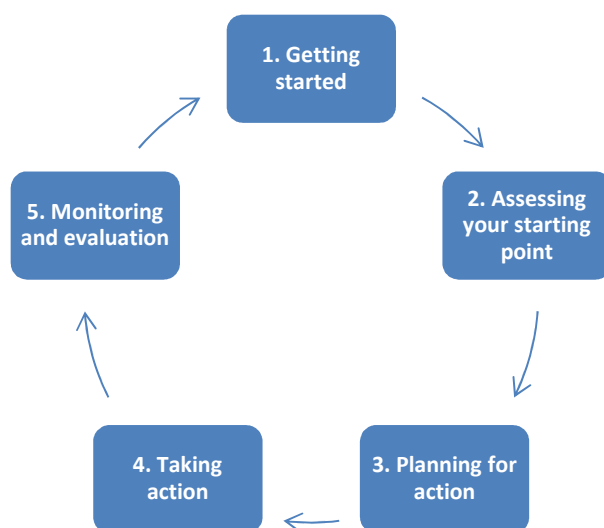 1. Getting
started
2. Assessing
your starting
point
3. Planning for
action
4. Taking
action
5. Monitoring
and evaluation